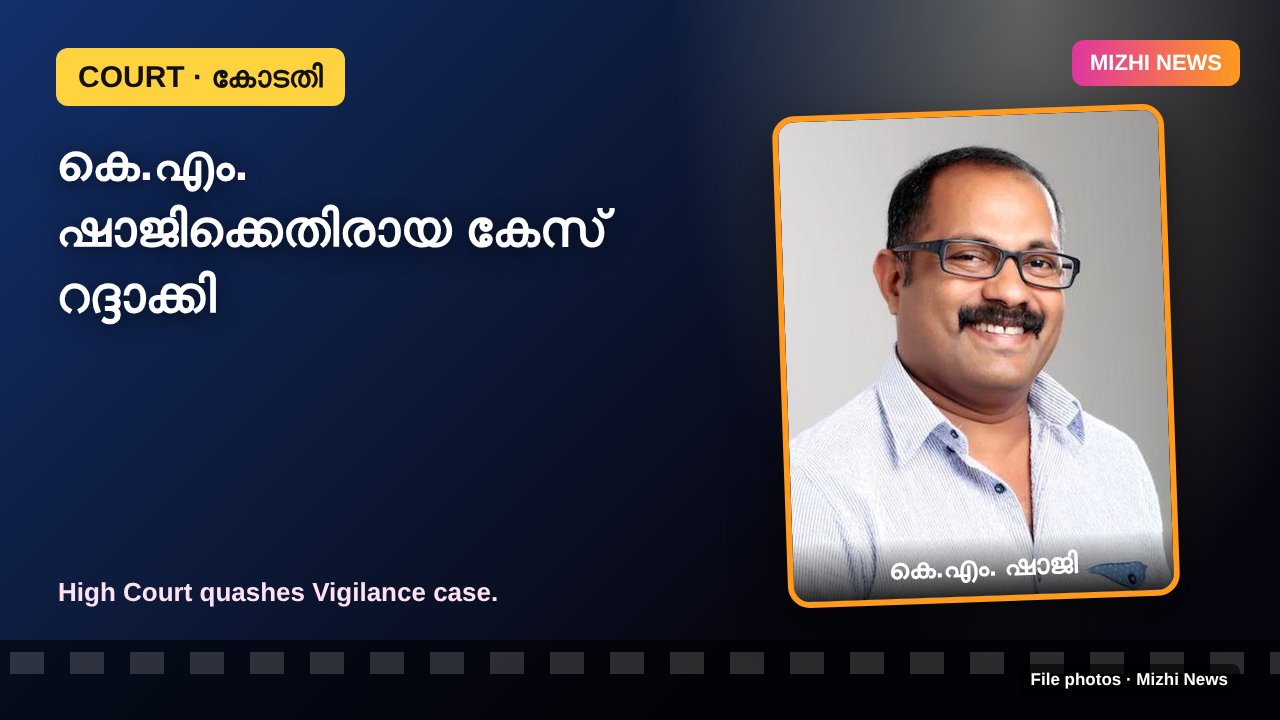 COURT · കോടതി
MIZHI NEWS
കെ.എം.
ഷാജിക്കെതിരായ കേസ്
റദ്ദാക്കി
കെ.എം. ഷാജി
High Court quashes Vigilance case.
File photos · Mizhi News